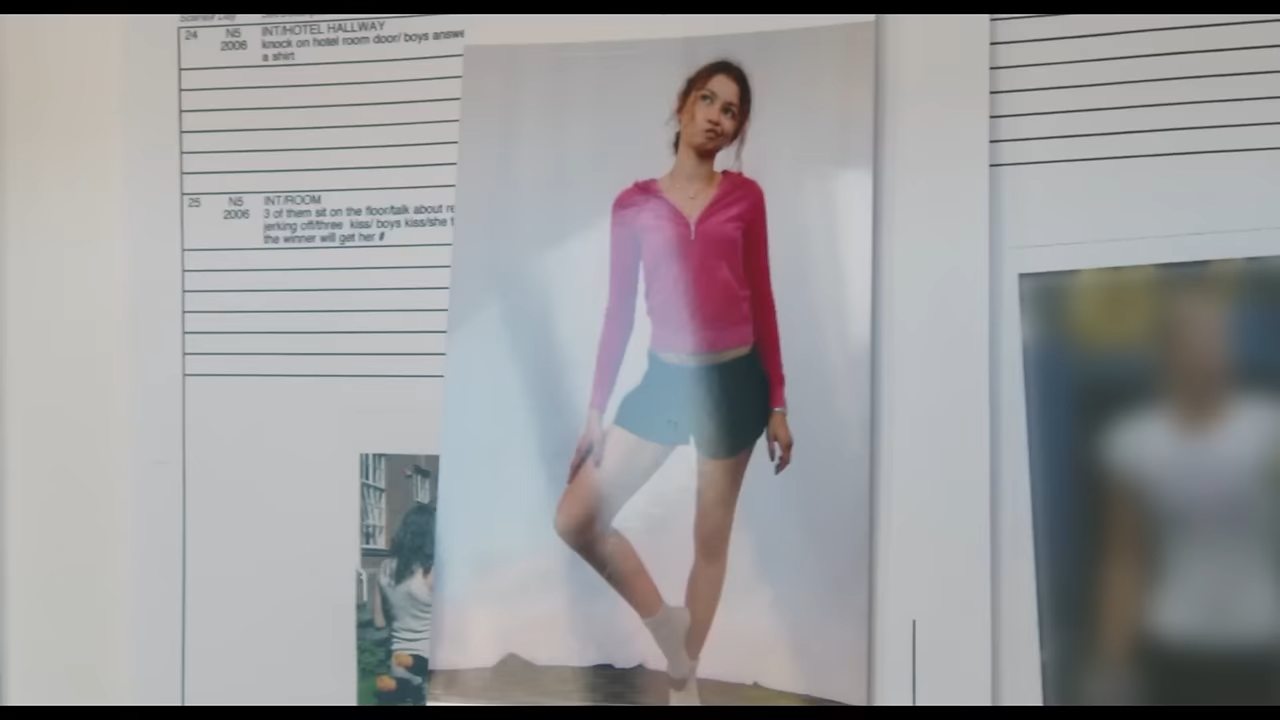 24 N5 INT/HOTEL HALLWAY
2006 knock on hotel room door/ boys answe
a shirt
25 N5 INT/ROOM
2006 3 of them sit on the floor/talk about re
jerking off/three kiss/ boys kiss/she
the winner will get her #